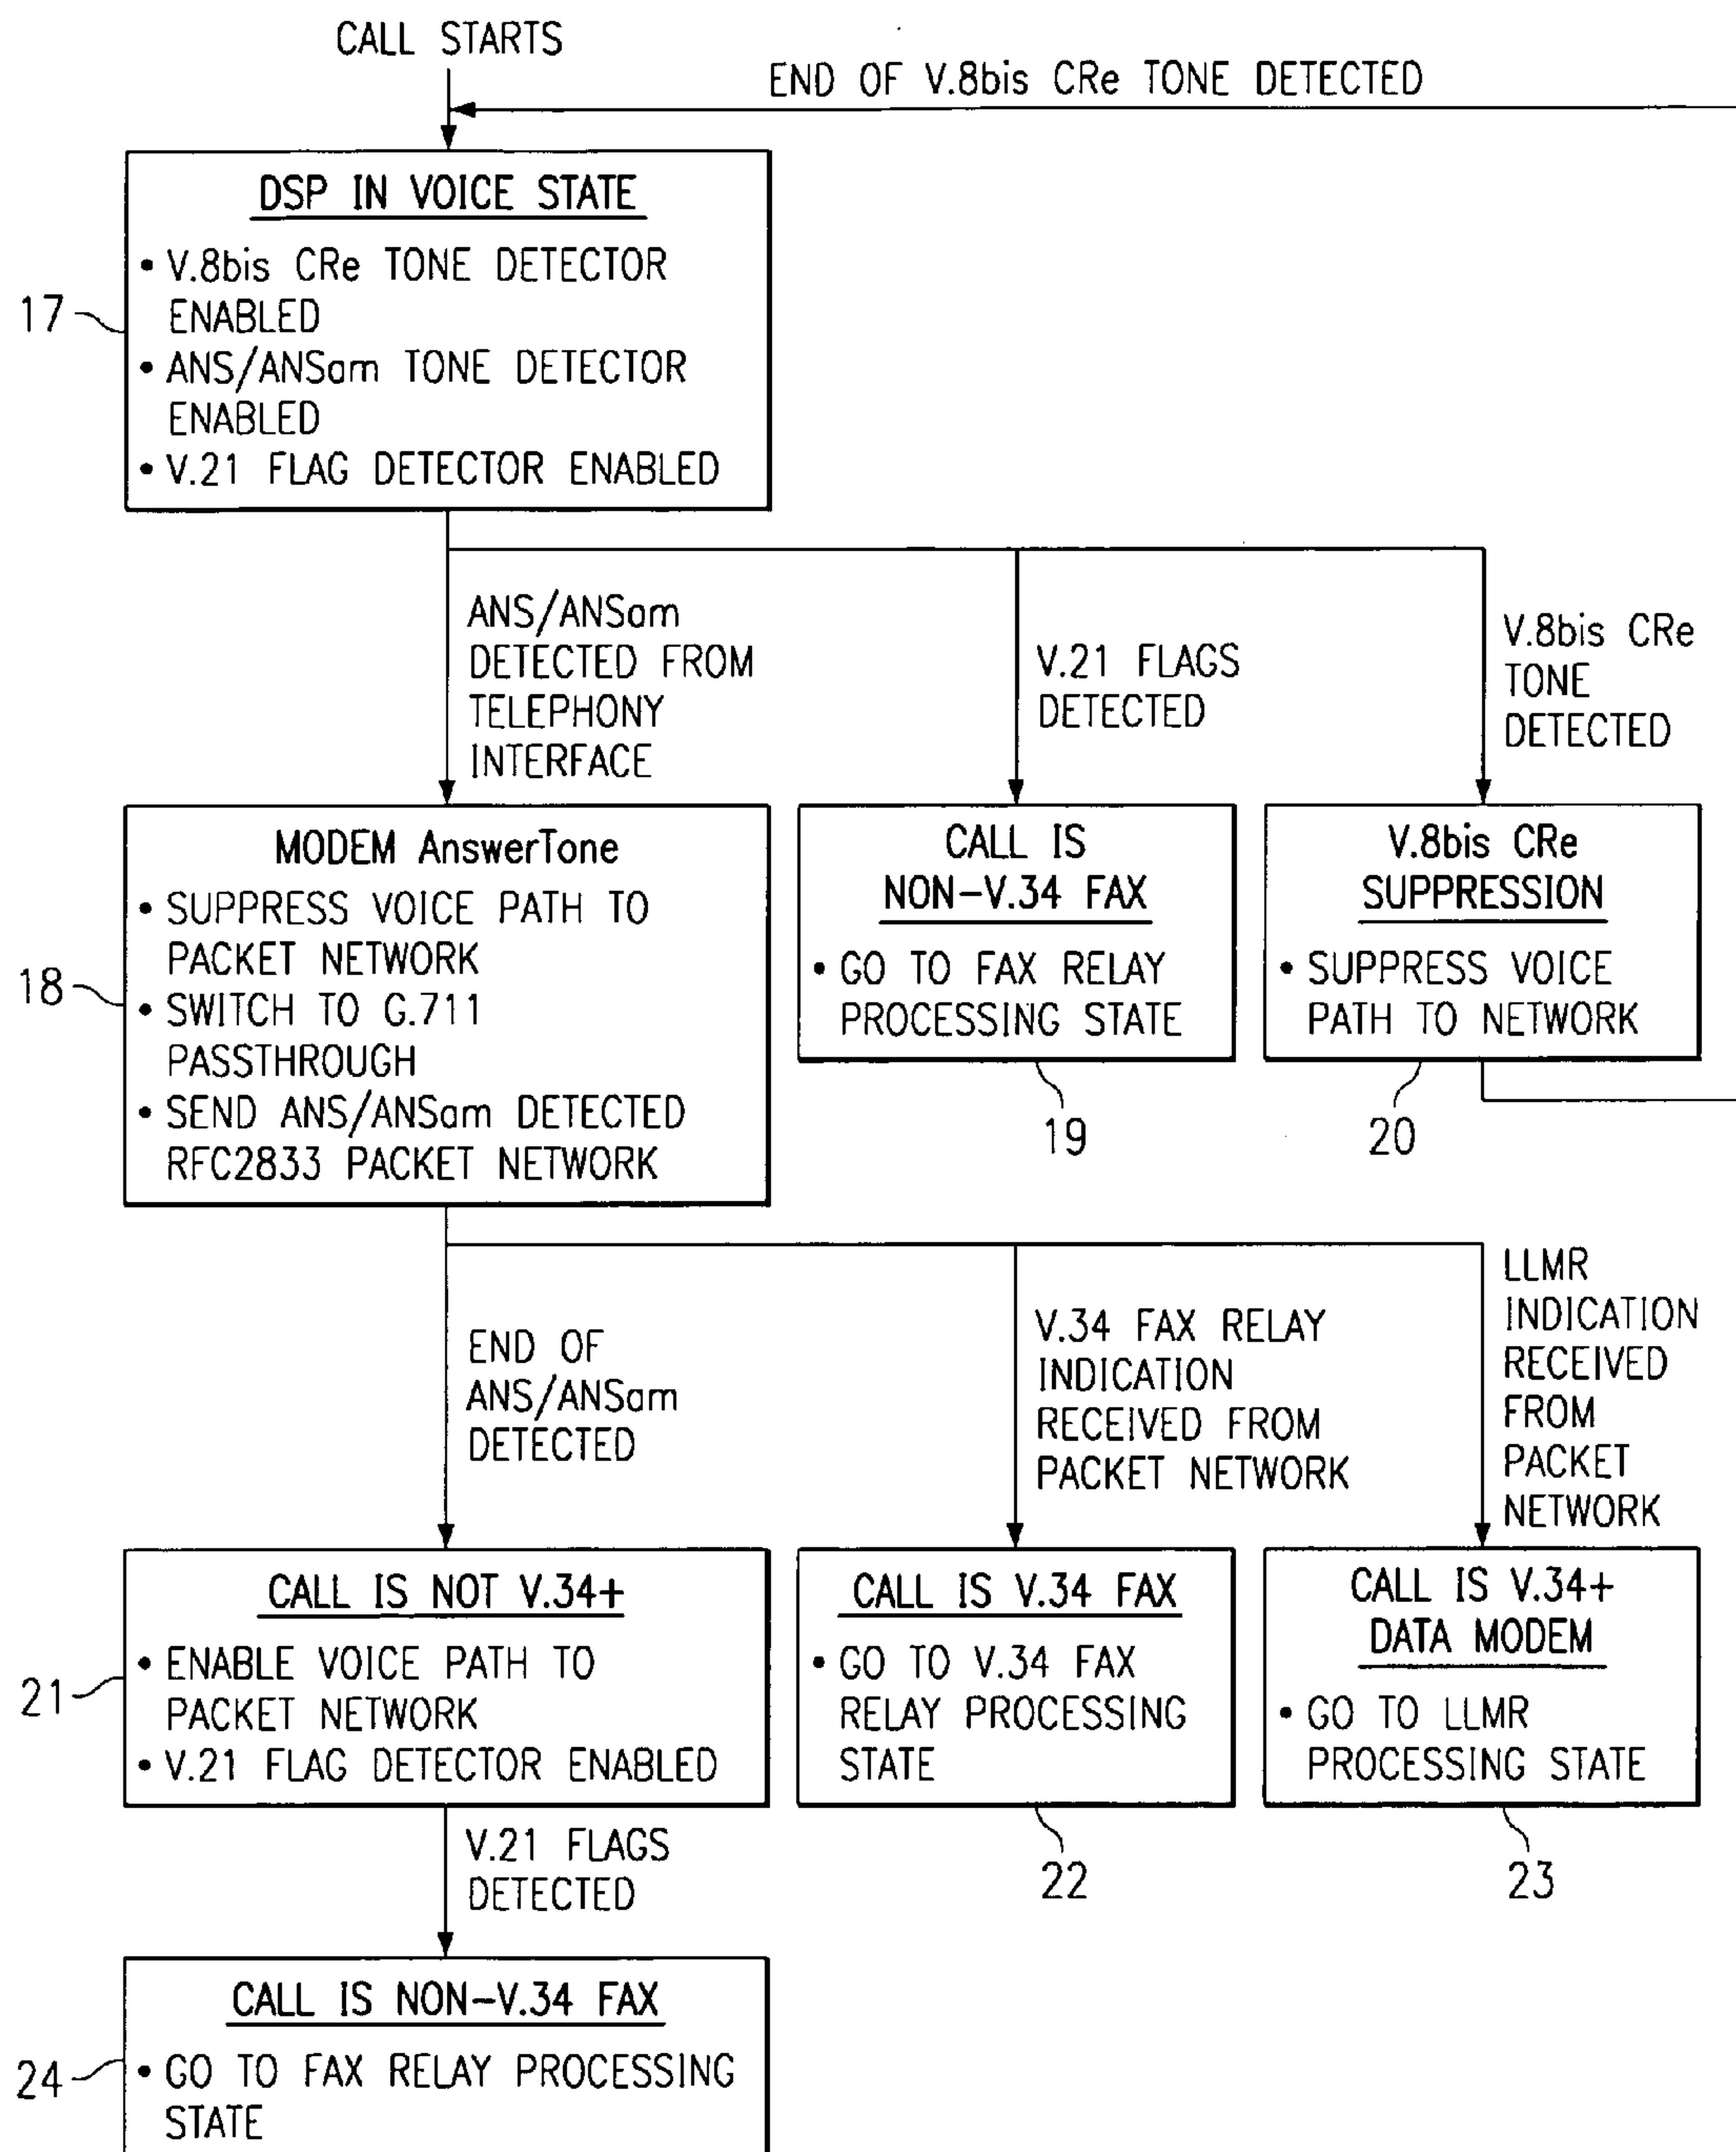 CALL STARTS
END OF V.8bis CRe TONE DETECTED
DSP IN VOICE STATE
• V.8bis CRe TONE DETECTOR
ENABLED
• ANS/ANSam TONE DETECTOR
ENABLED
• V.21 FLAG DETECTOR ENABLED
17
ANS/ANSam
DETECTED FROM
TELEPHONY
INTERFACE
V.21 FLAGS
DETECTED
V.8bis CRe
TONE
DETECTED
MODEM AnswerTone
• SUPPRESS VOICE PATH TO
PACKET NETWORK
• SWITCH TO G.711
PASSTHROUGH
• SEND ANS/ANSam DETECTED
RFC2833 PACKET NETWORK
18
CALL IS
NON-V.34 FAX
• GO TO FAX RELAY
PROCESSING STATE
19
V.8bis CRe
SUPPRESSION
• SUPPRESS VOICE
PATH TO NETWORK
20
END OF
ANS/ANSam
DETECTED
V.34 FAX RELAY
INDICATION
RECEIVED FROM
PACKET NETWORK
LLMR
INDICATION
RECEIVED
FROM
PACKET
NETWORK
CALL IS NOT V.34+
• ENABLE VOICE PATH TO
PACKET NETWORK
• V.21 FLAG DETECTOR ENABLED
21
CALL IS V.34 FAX
• GO TO V.34 FAX
RELAY PROCESSING
STATE
22
CALL IS V.34+
DATA MODEM
• GO TO LLMR
PROCESSING STATE
23
V.21 FLAGS
DETECTED
CALL IS NON-V.34 FAX
• GO TO FAX RELAY PROCESSING
STATE
24